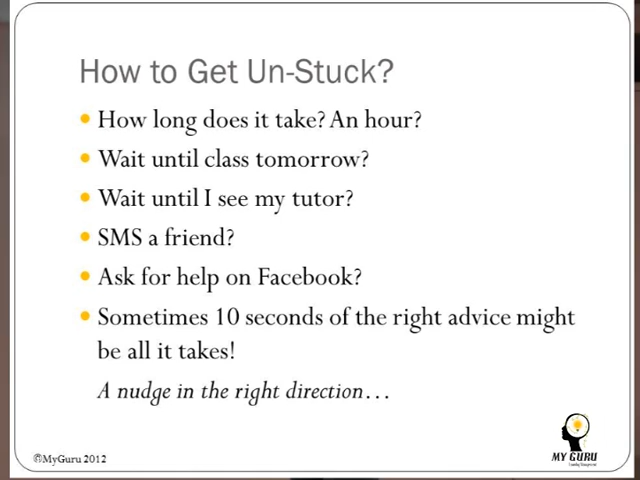 How to Get Un-Stuck?
How long does it take? An hour?
Wait until class tomorrow?
Wait until I see my tutor?
SMS a friend?
Ask for help on Facebook?
Sometimes 10 seconds of the right advice might
be all it takes!
A nudge in the right direction…
©MyGuru 2012
MY GURU